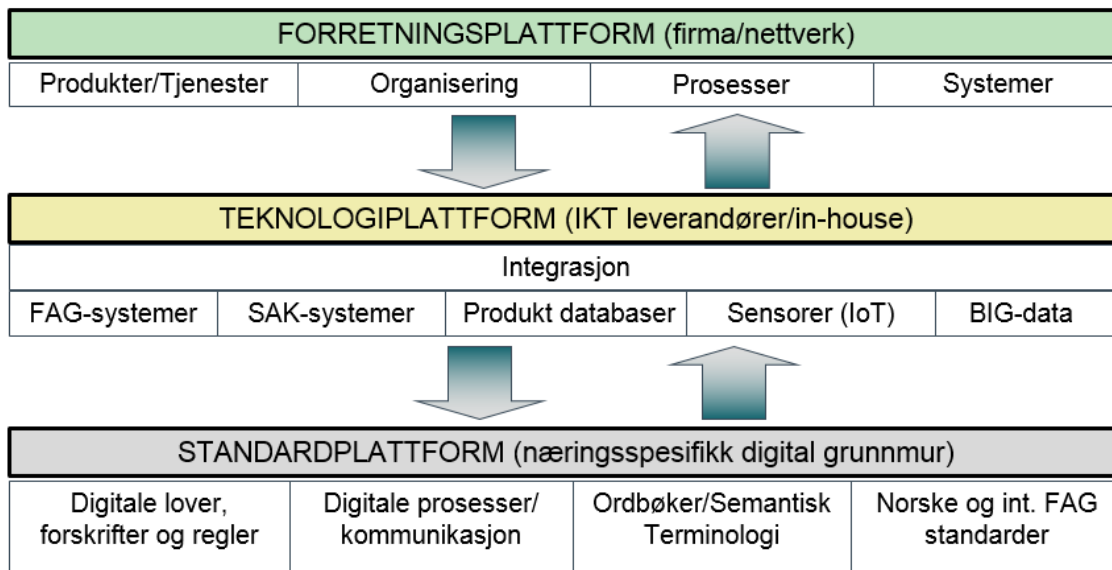 FORRETNINGSPLATTFORM (firma/nettverk)
Produkter/Tjenester
Organisering
Prosesser
Systemer
TEKNOLOGIPLATTFORM (IKT leverandører/in-house)
Integrasjon
FAG-systemer
SAK-systemer
Produkt databaser
Sensorer (IoT)
BIG-data
STANDARDPLATTFORM (næringsspesifikk digital grunnmur)
Digitale lover,
forskrifter og regler
Digitale prosesser/
kommunikasjon
Ordbøker/Semantisk
Terminologi
Norske og int. FAG
standarder